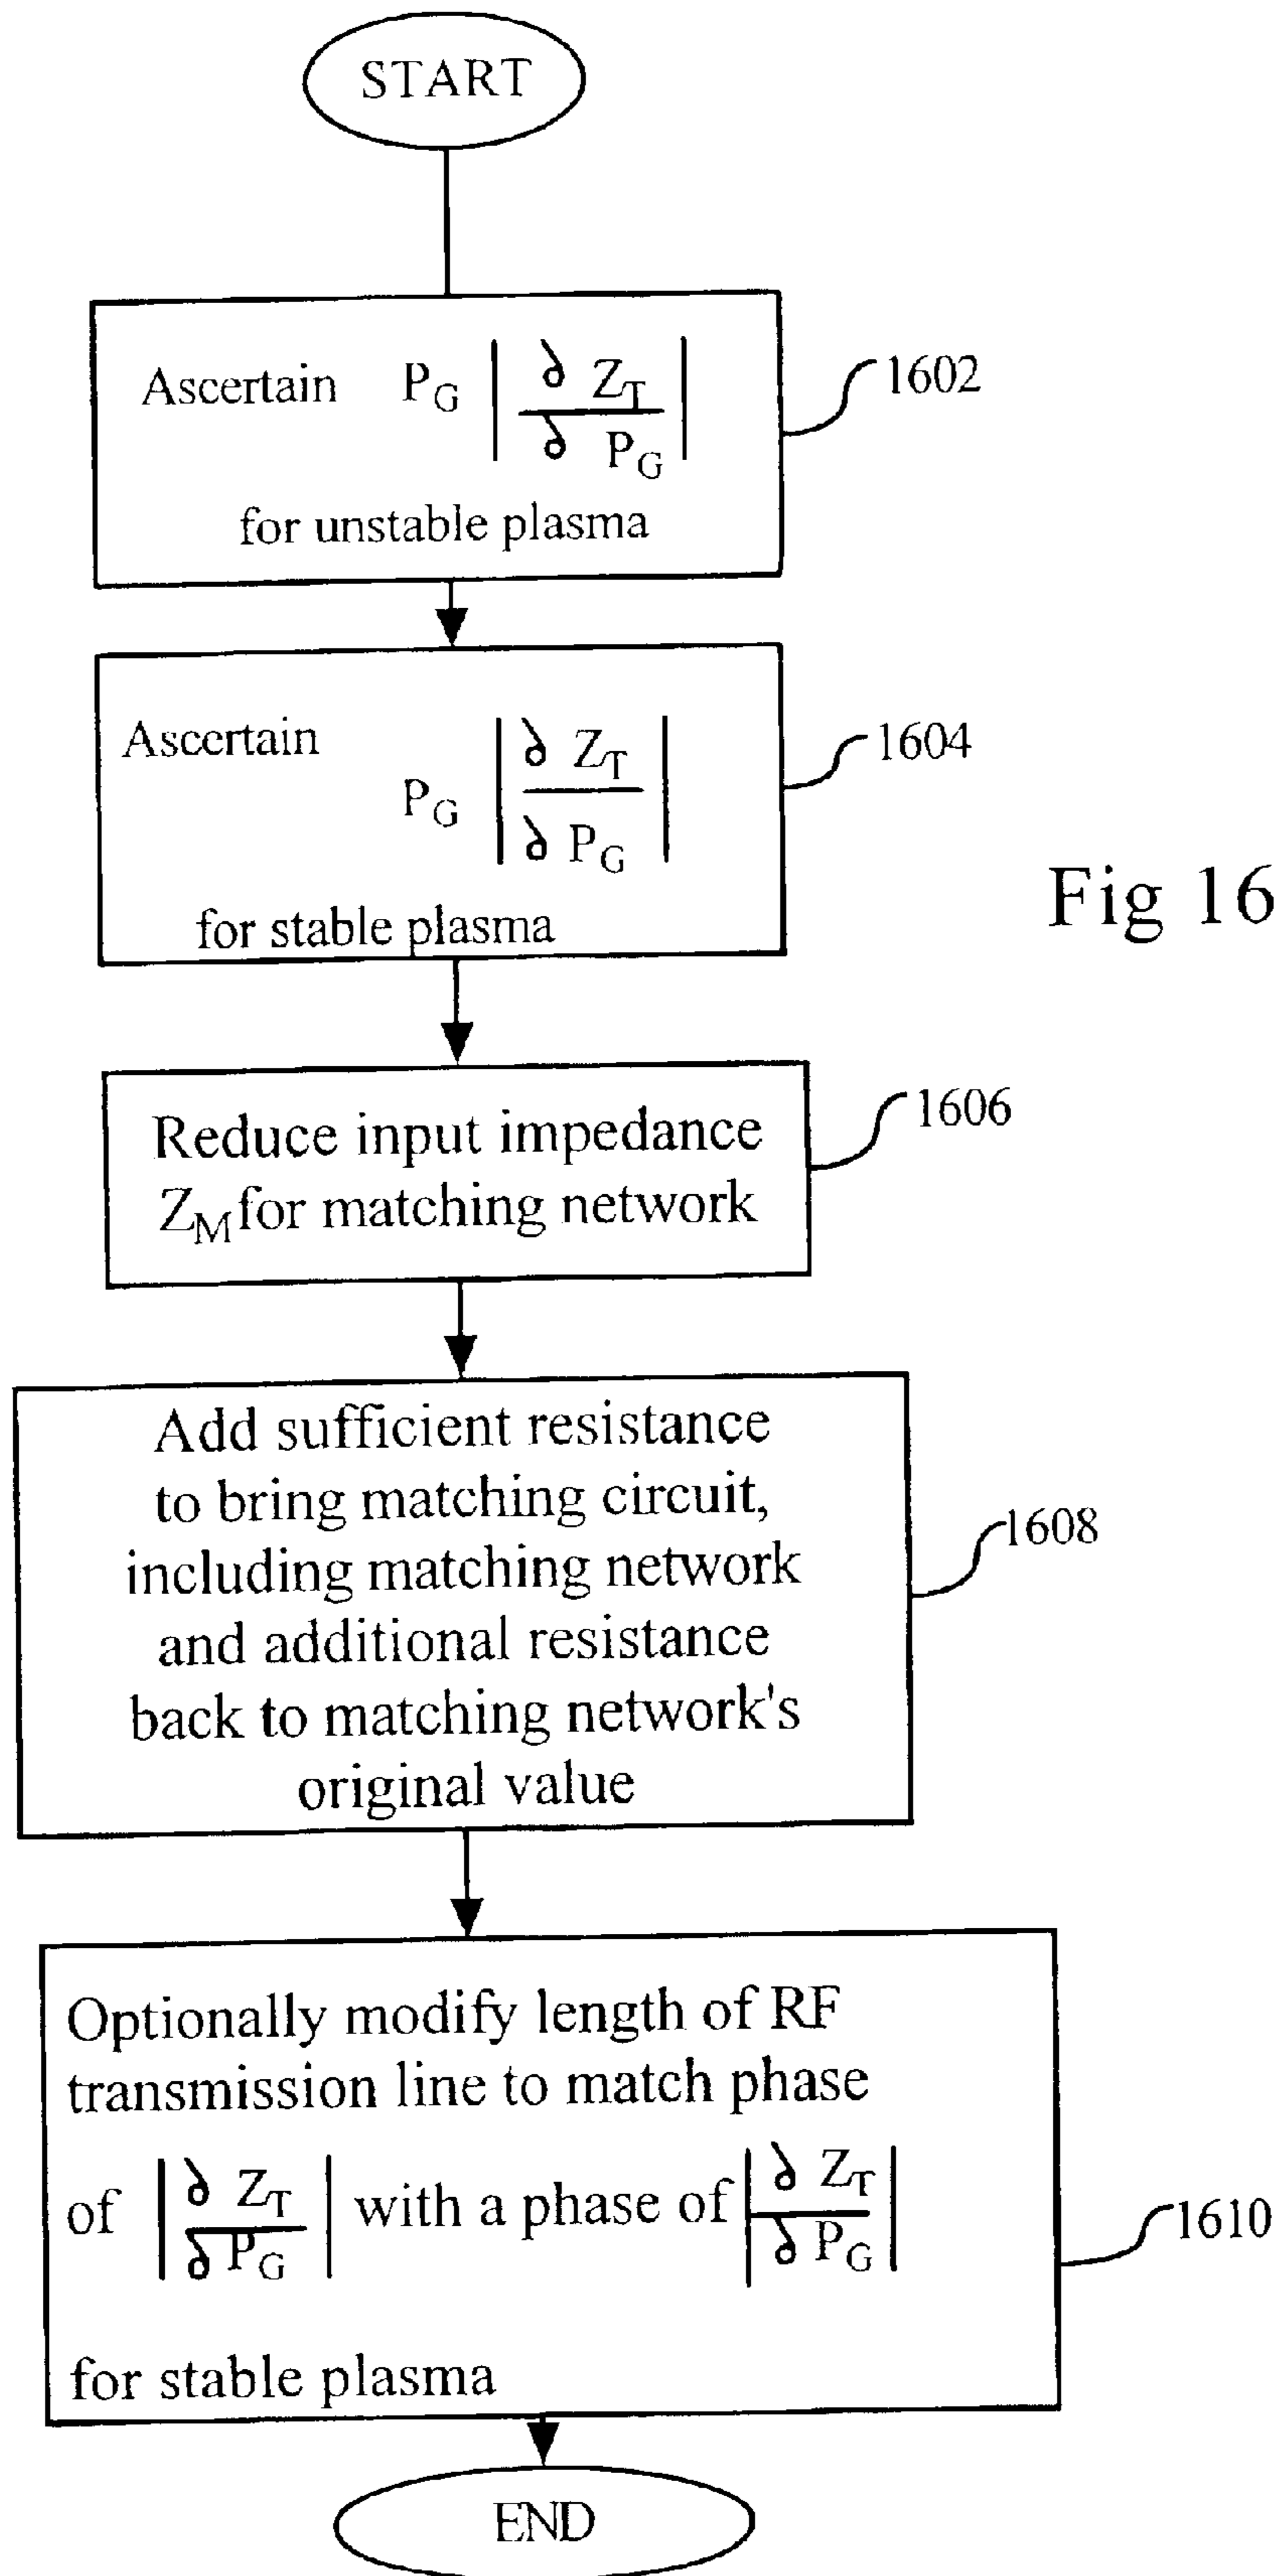 START
Ascertain P_G | ∂ Z_T / ∂ P_G |
for unstable plasma
1602
Ascertain
P_G | ∂ Z_T / ∂ P_G |
for stable plasma
1604
Fig 16
Reduce input impedance
Z_M for matching network
1606
Add sufficient resistance
to bring matching circuit,
including matching network
and additional resistance
back to matching network's
original value
1608
Optionally modify length of RF
transmission line to match phase
of | ∂ Z_T / ∂ P_G | with a phase of | ∂ Z_T / ∂ P_G |
for stable plasma
1610
END